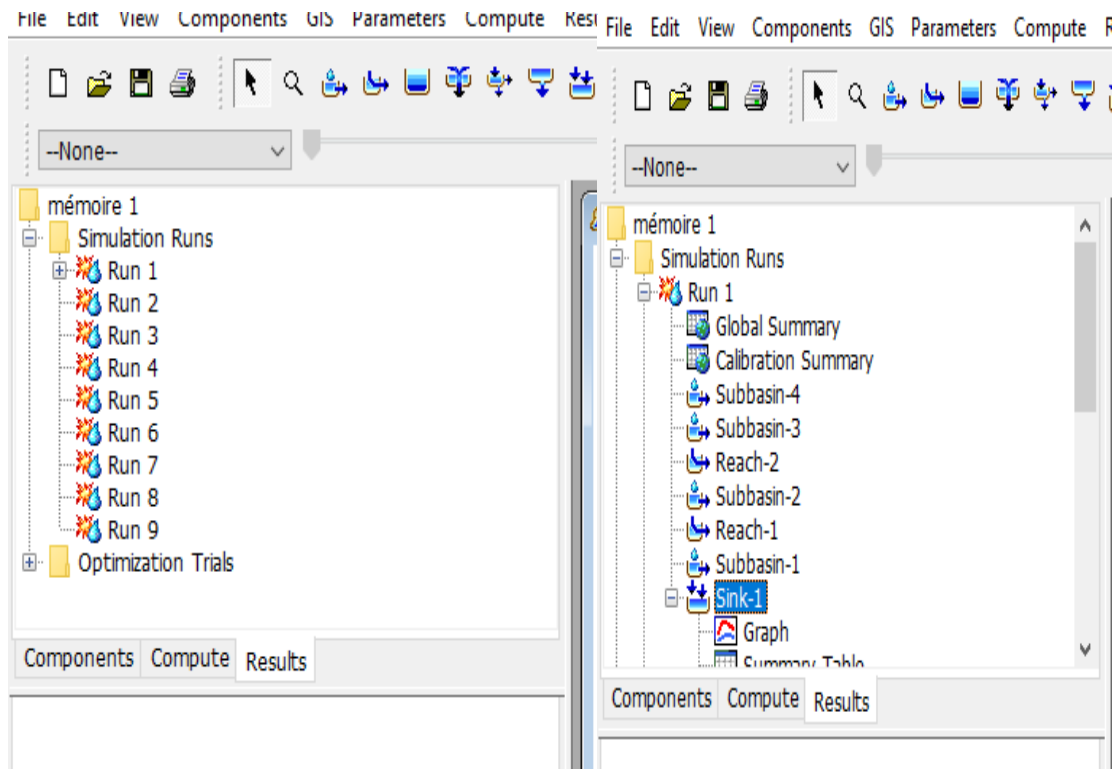 File Edit View Components GIS Parameters Compute
--None--
mémoire 1
Simulation Runs
Run 1
Run 2
Run 3
Run 4
Run 5
Run 6
Run 7
Run 8
Run 9
Optimization Trials
Components Compute Results
File Edit View Components GIS Parameters Compute
--None--
mémoire 1
Simulation Runs
Run 1
Global Summary
Calibration Summary
Subbasin-4
Subbasin-3
Reach-2
Subbasin-2
Reach-1
Subbasin-1
Sink-1
Graph
Summary Table
Components Compute Results